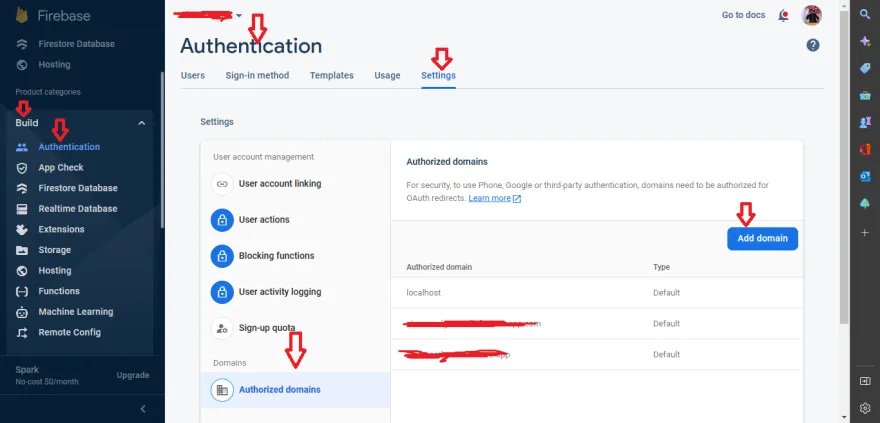 Firebase
Firestore Database
Hosting
Product categories
Build
Authentication
App Check
Firestore Database
Realtime Database
Extensions
Storage
Hosting
Functions
Machine Learning
Remote Config
Spark
No-cost $0/month
Upgrade
Go to docs
Authentication
Users
Sign-in method
Templates
Usage
Settings
Settings
User account management
User account linking
User actions
Blocking functions
User activity logging
Sign-up quota
Domains
Authorized domains
Authorized domains
For security, to use Phone, Google or third-party authentication, domains need to be authorized for
OAuth redirects. Learn more
Add domain
Authorized domain Type
localhost Default
Default
Default